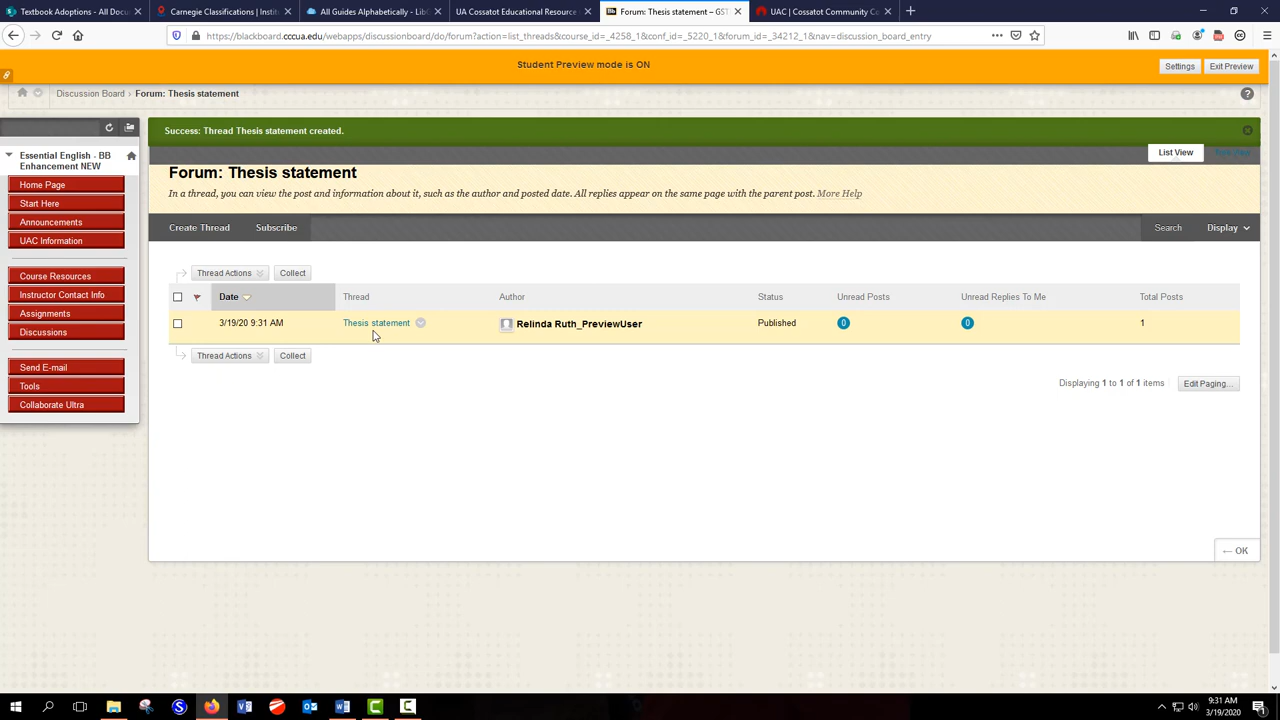 Textbook Adoptions - All Docu
Carnegie Classifications | Instit
All Guides Alphabetically - LibG
UA Cossatot Educational Resource
Bb Forum: Thesis statement – GST
UAC | Cossatot Community Co
https://blackboard.cccua.edu/webapps/discussionboard/do/forum?action=list_threads&course_id=_4258_1&conf_id=_5220_1&forum_id=_34212_1&nav=discussion_board_entry
Student Preview mode is ON
Settings
Exit Preview
Discussion Board
Forum: Thesis statement
Success: Thread Thesis statement created.
List View
Essential English - BB
Enhancement NEW
Home Page
Start Here
Announcements
UAC Information
Course Resources
Instructor Contact Info
Assignments
Discussions
Send E-mail
Tools
Collaborate Ultra
Forum: Thesis statement
In a thread, you can view the post and information about it, such as the author and posted date. All replies appear on the same page with the parent post. More Help
Create Thread
Subscribe
Search
Display
Thread Actions
Collect
Date
Thread
Author
Status
Unread Posts
Unread Replies To Me
Total Posts
3/19/20 9:31 AM
Thesis statement
Relinda Ruth_PreviewUser
Published
0
0
1
Thread Actions
Collect
Displaying 1 to 1 of 1 items
Edit Paging...
OK
9:31 AM
3/19/2020